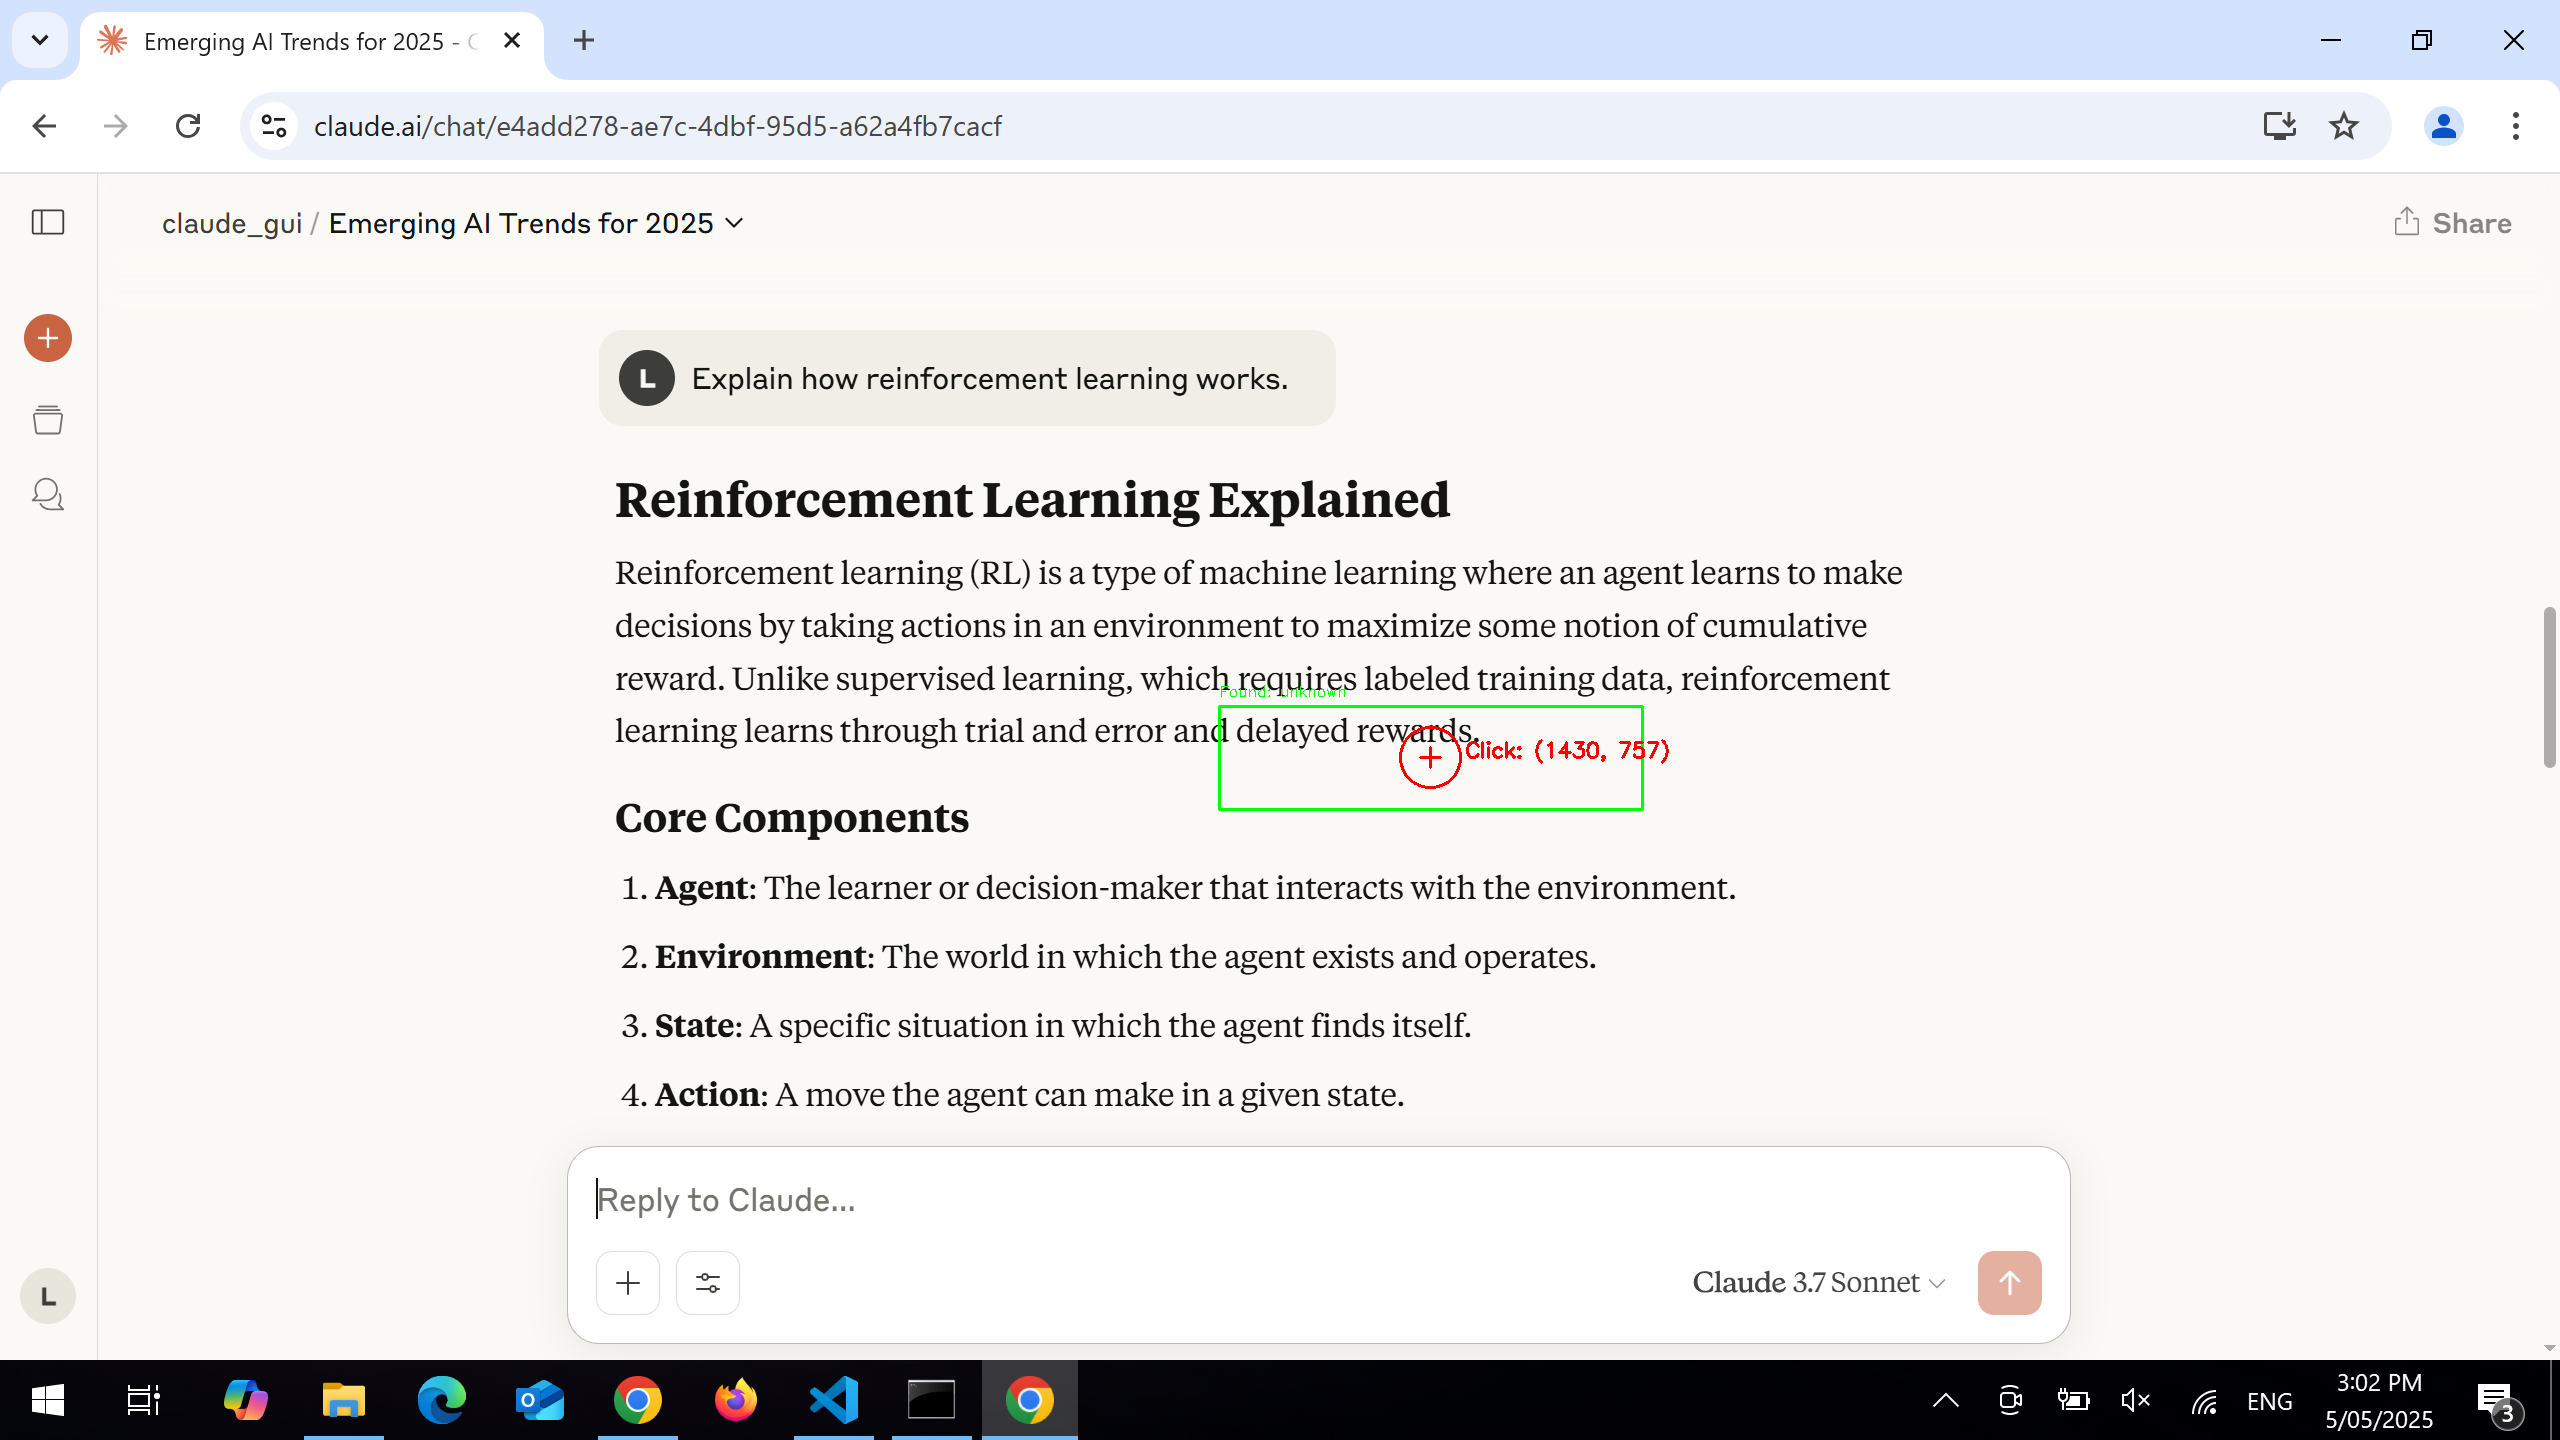 Emerging AI Trends for 2025 - C
claude.ai/chat/e4add278-ae7c-4dbf-95d5-a62a4fb7cacf
claude_gui / Emerging AI Trends for 2025
Share
L
Explain how reinforcement learning works.
Reinforcement Learning Explained
Reinforcement learning (RL) is a type of machine learning where an agent learns to make
decisions by taking actions in an environment to maximize some notion of cumulative
reward. Unlike supervised learning, which requires labeled training data, reinforcement
Found: unknown
learning learns through trial and error and delayed rewards.
Click: (1430, 757)
Core Components
1. Agent: The learner or decision-maker that interacts with the environment.
2. Environment: The world in which the agent exists and operates.
3. State: A specific situation in which the agent finds itself.
4. Action: A move the agent can make in a given state.
Reply to Claude...
Claude 3.7 Sonnet
L
ENG
3:02 PM
5/05/2025
3